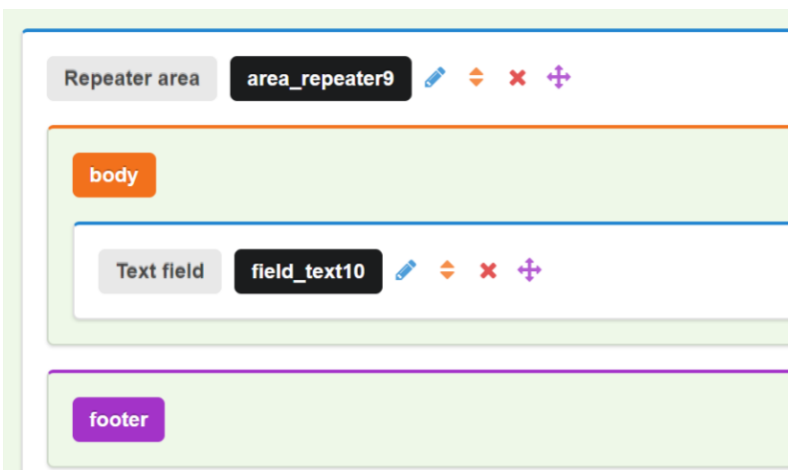 Repeater area area_repeater9
body
Text field field_text10
footer